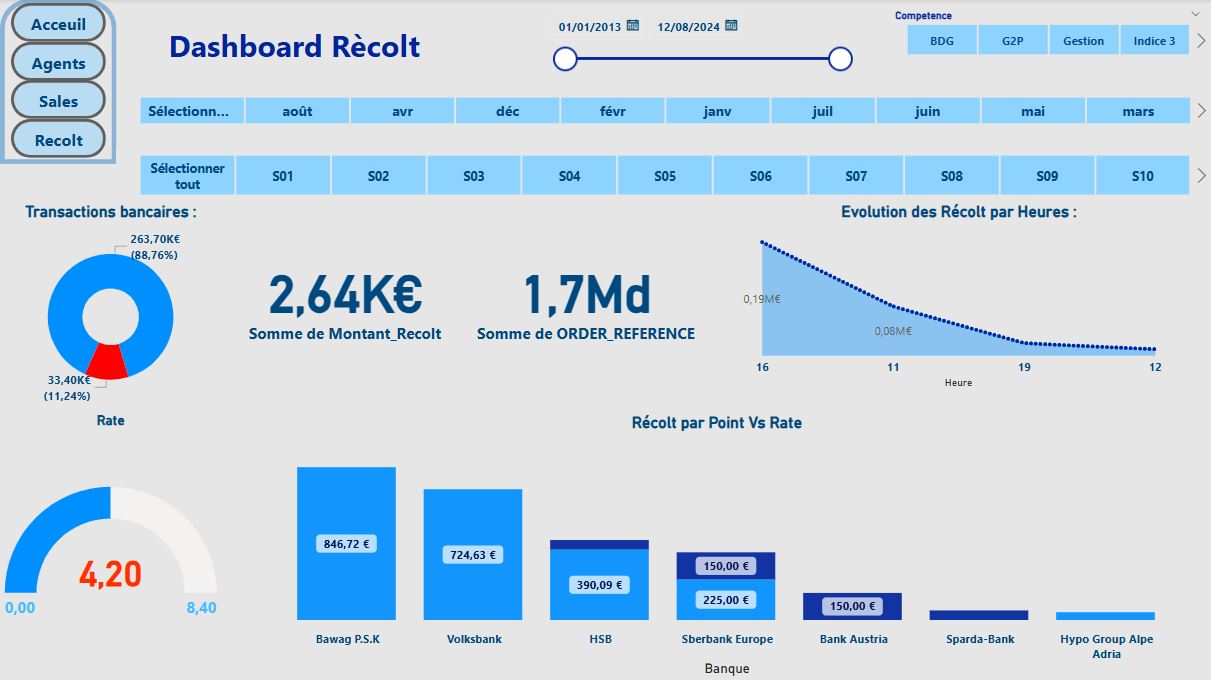 Acceuil
Agents
Sales
Recolt
Dashboard Rècolt
01/01/2013
12/08/2024
Competence
BDG
G2P
Gestion
Indice 3
Sélectionn...
août
avr
déc
févr
janv
juil
juin
mai
mars
Sélectionner
tout
S01
S02
S03
S04
S05
S06
S07
S08
S09
S10
Transactions bancaires :
263,70K€
(88,76%)
33,40K€
(11,24%)
2,64K€
Somme de Montant_Recolt
1,7Md
Somme de ORDER_REFERENCE
Evolution des Récolt par Heures :
0,19M€
0,08M€
16
11
19
12
Heure
Rate
4,20
0,00
8,40
Récolt par Point Vs Rate
846,72 €
724,63 €
390,09 €
150,00 €
225,00 €
150,00 €
Bawag P.S.K
Volksbank
HSB
Sberbank Europe
Bank Austria
Sparda-Bank
Hypo Group Alpe
Adria
Banque